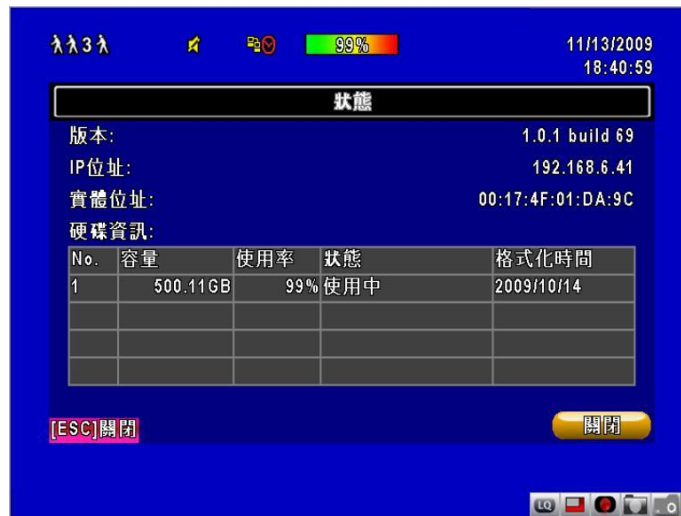 3 99% 11/13/2009
18:40:59
狀態
版本: 1.0.1 build 69
IP位址: 192.168.6.41
實體位址: 00:17:4F:01:DA:9C
硬碟資訊:
No. 容量 使用率 狀態 格式化時間
1 500.11GB 99% 使用中 2009/10/14
[ESC]關閉 關閉
LQ